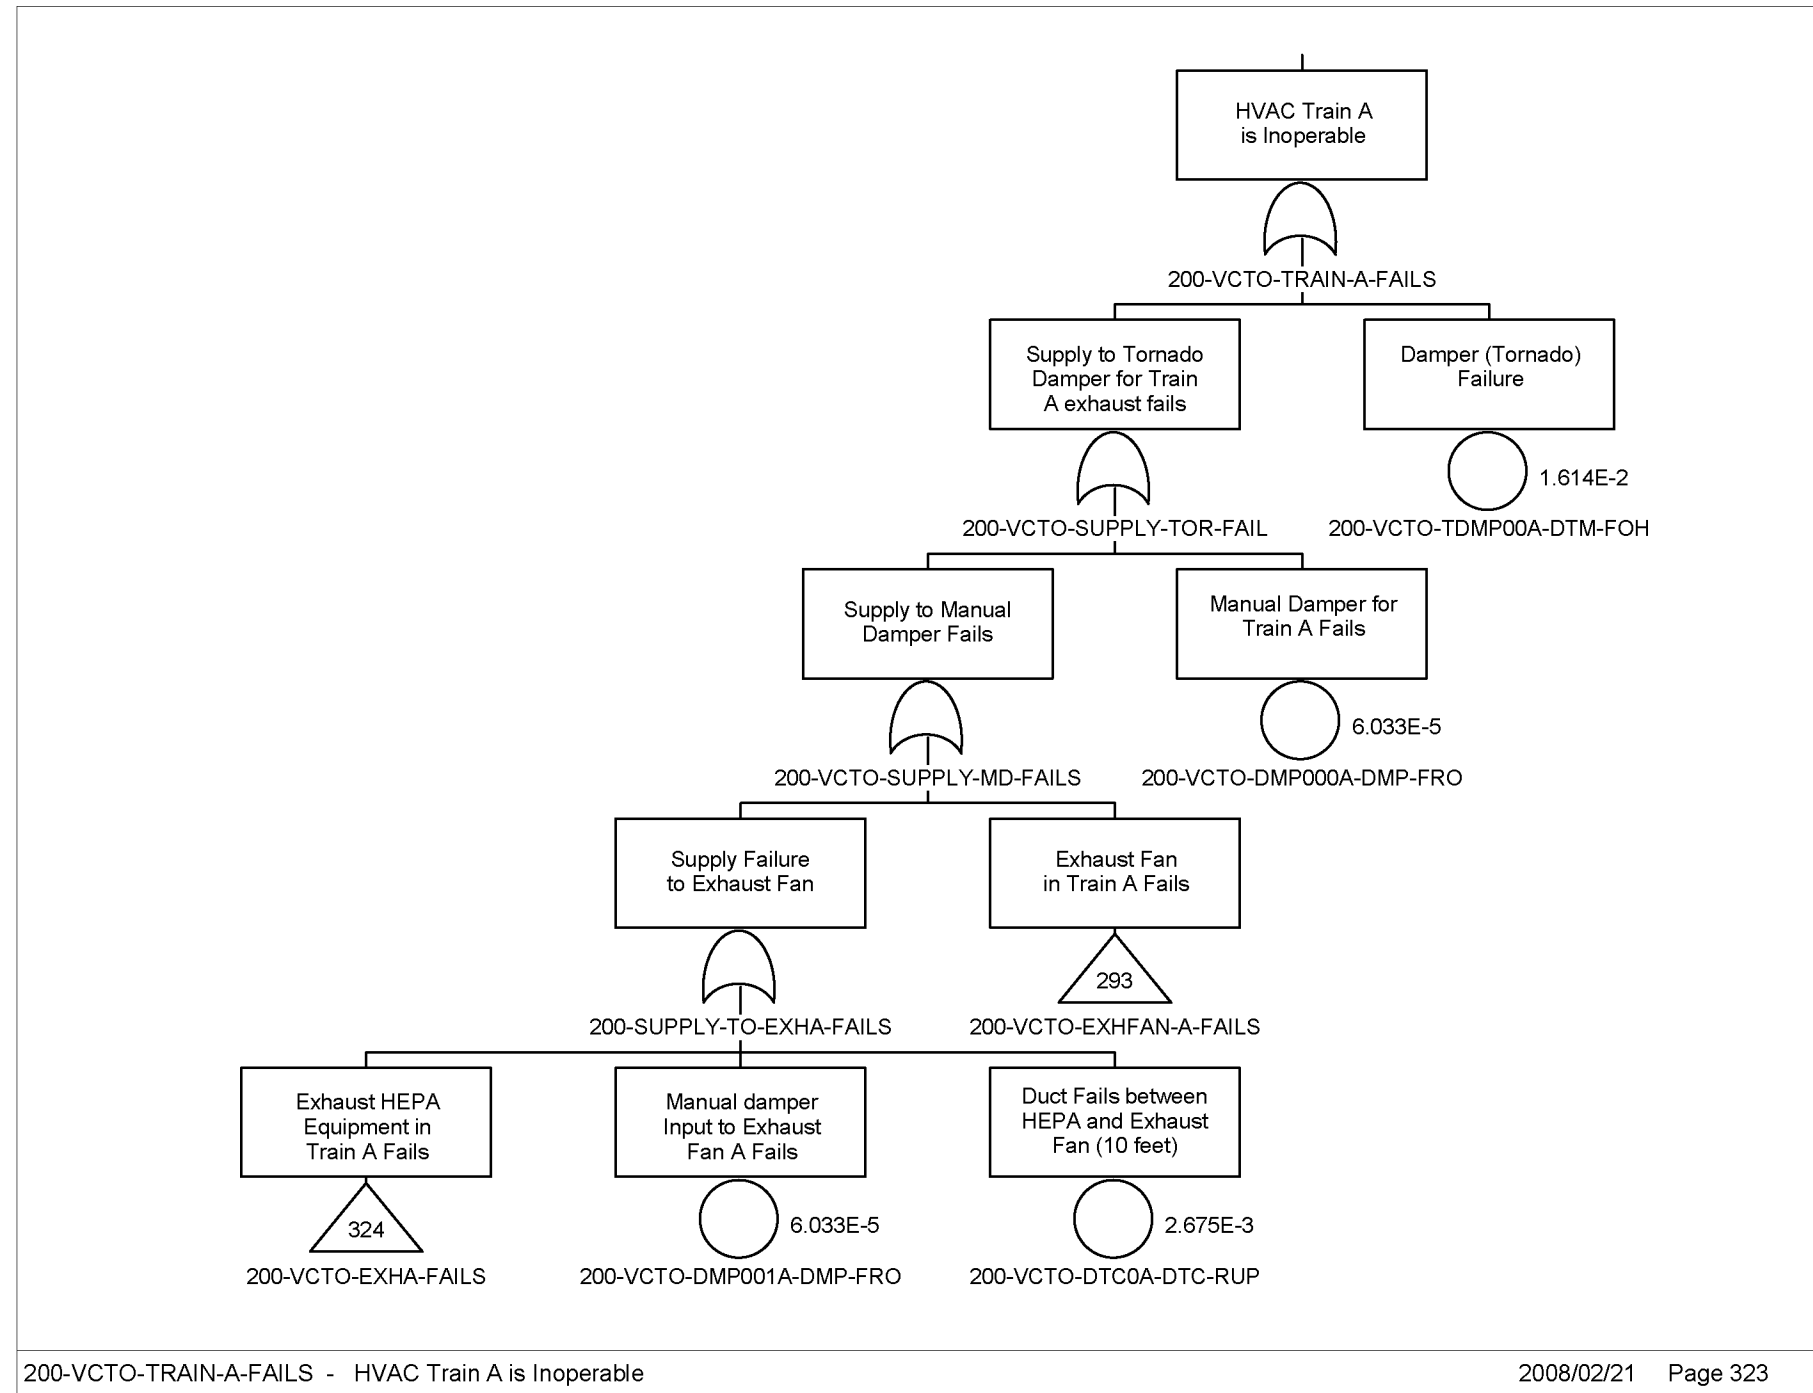 HVAC Train A
is Inoperable
200-VCTO-TRAIN-A-FAILS
Supply to Tornado
Damper for Train
A exhaust fails
Damper (Tornado)
Failure
1.614E-2
200-VCTO-SUPPLY-TOR-FAIL
200-VCTO-TDMP00A-DTM-FOH
Supply to Manual
Damper Fails
Manual Damper for
Train A Fails
6.033E-5
200-VCTO-SUPPLY-MD-FAILS
200-VCTO-DMP000A-DMP-FRO
Supply Failure
to Exhaust Fan
Exhaust Fan
in Train A Fails
293
200-SUPPLY-TO-EXHA-FAILS
200-VCTO-EXHFAN-A-FAILS
Exhaust HEPA
Equipment in
Train A Fails
Manual damper
Input to Exhaust
Fan A Fails
Duct Fails between
HEPA and Exhaust
Fan (10 feet)
324
6.033E-5
2.675E-3
200-VCTO-EXHA-FAILS
200-VCTO-DMP001A-DMP-FRO
200-VCTO-DTC0A-DTC-RUP
200-VCTO-TRAIN-A-FAILS - HVAC Train A is Inoperable
2008/02/21 Page 323